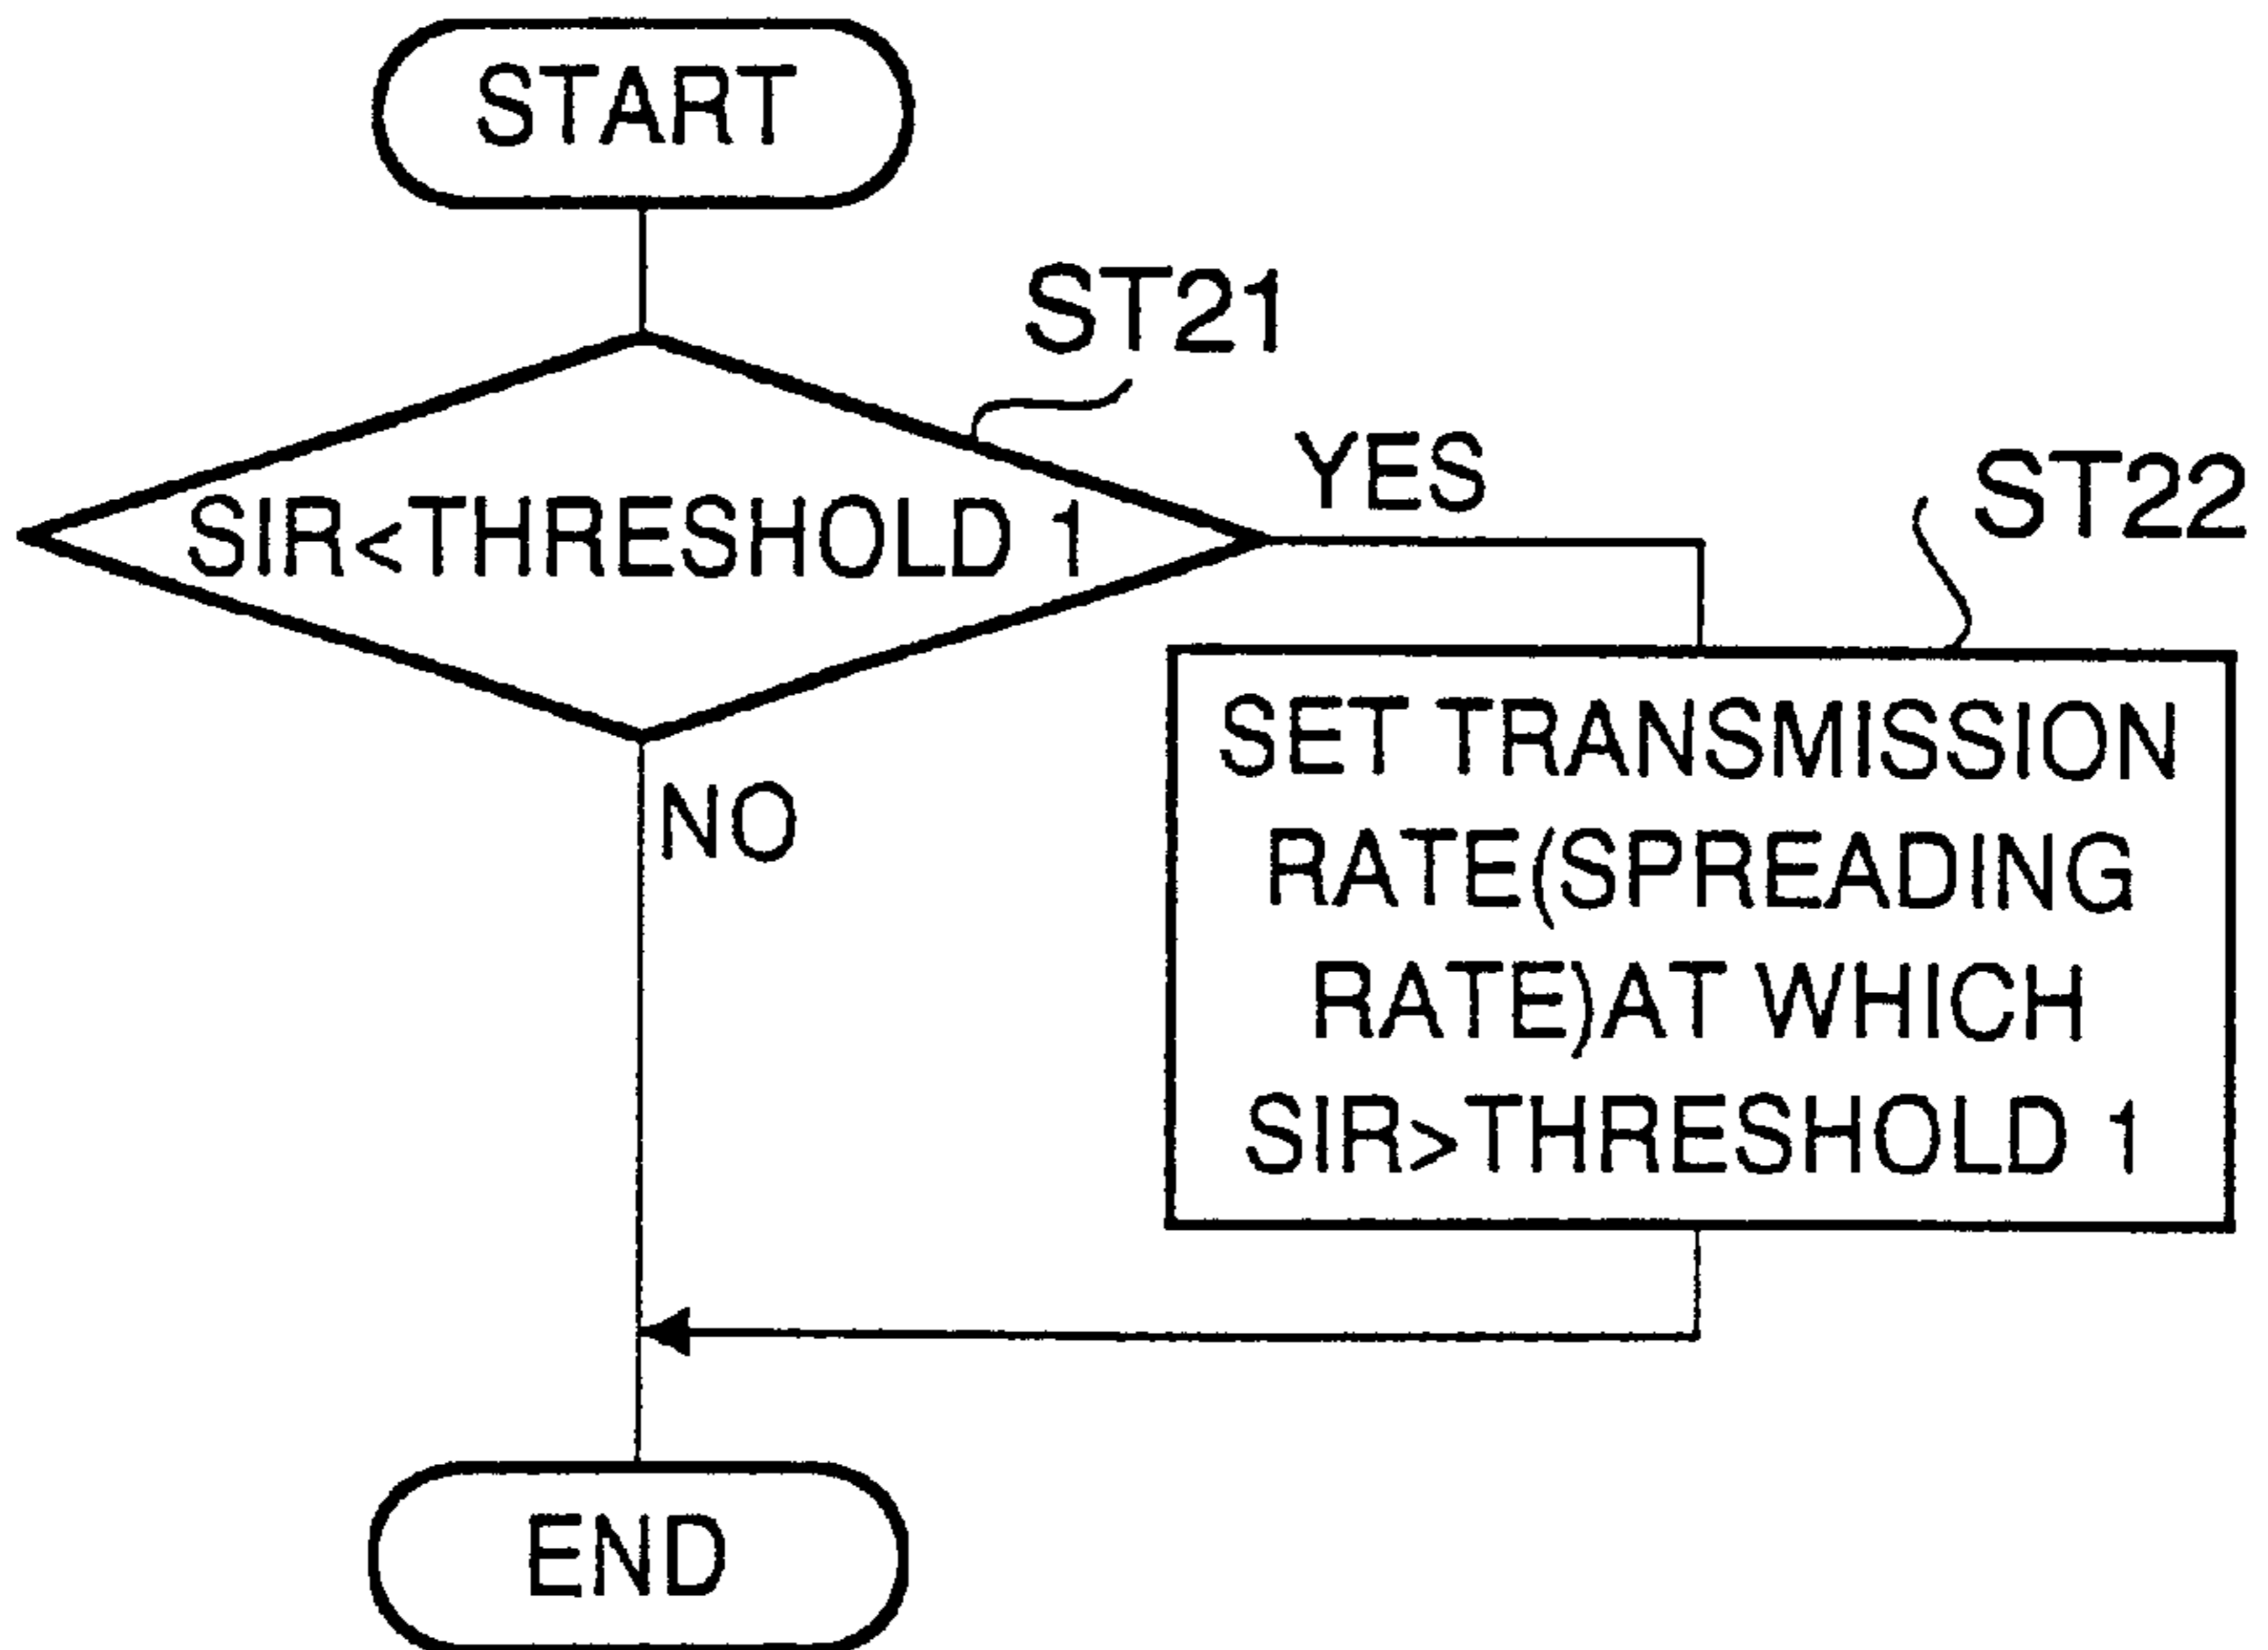 START
ST21
SIR<THRESHOLD 1
YES
ST22
NO
SET TRANSMISSION
RATE(SPREADING
RATE)AT WHICH
SIR>THRESHOLD 1
END